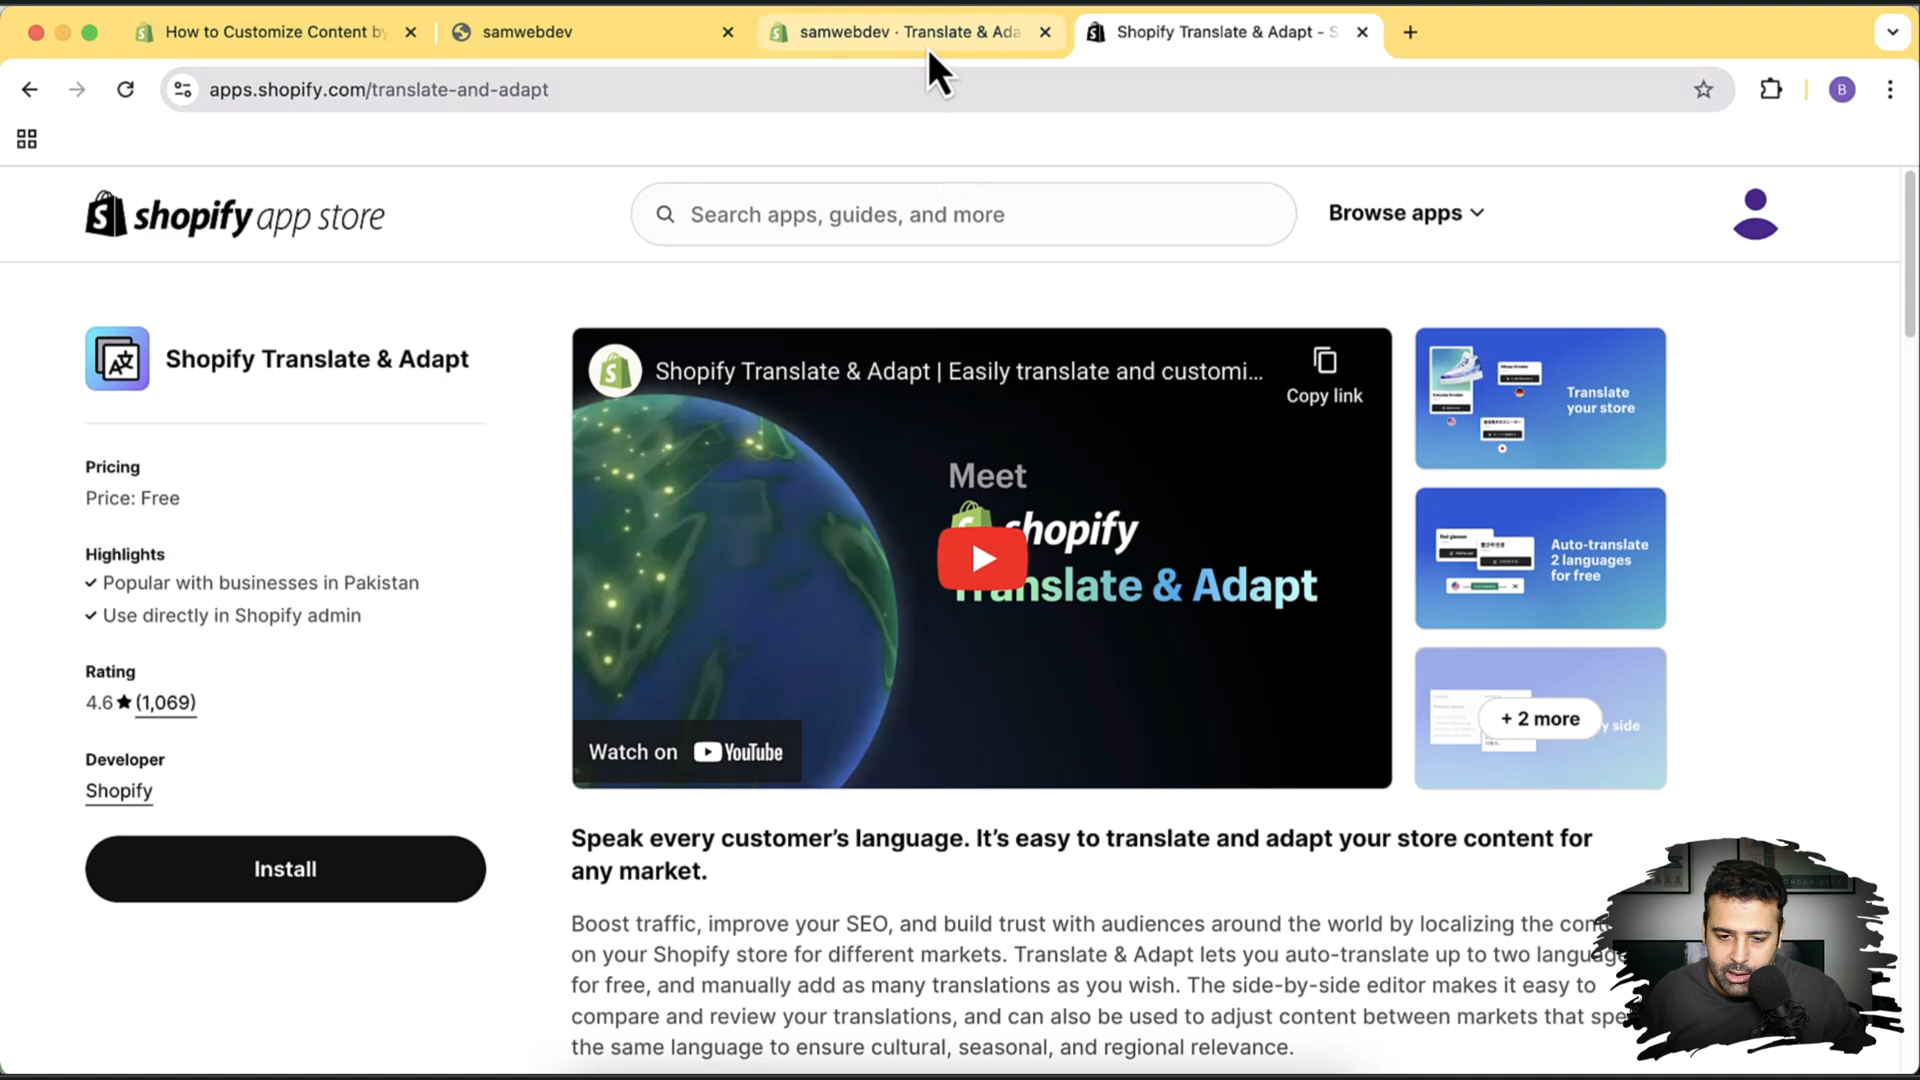 How to Customize Content by
samwebdev
samwebdev · Translate & Ada
Shopify Translate & Adapt - S
apps.shopify.com/translate-and-adapt
B
shopify app store
Search apps, guides, and more
Browse apps
Shopify Translate & Adapt
Pricing
Price: Free
Highlights
Popular with businesses in Pakistan
Use directly in Shopify admin
Rating
4.6★ (1,069)
Developer
Shopify
Install
Shopify Translate & Adapt | Easily translate and customi...
Copy link
Meet
shopify
Translate & Adapt
Watch on YouTube
Translate
your store
Auto-translate
2 languages
for free
+ 2 more
y side
Speak every customer's language. It's easy to translate and adapt your store content for
any market.
Boost traffic, improve your SEO, and build trust with audiences around the world by localizing the con
on your Shopify store for different markets. Translate & Adapt lets you auto-translate up to two language
for free, and manually add as many translations as you wish. The side-by-side editor makes it easy to
compare and review your translations, and can also be used to adjust content between markets that spe
the same language to ensure cultural, seasonal, and regional relevance.